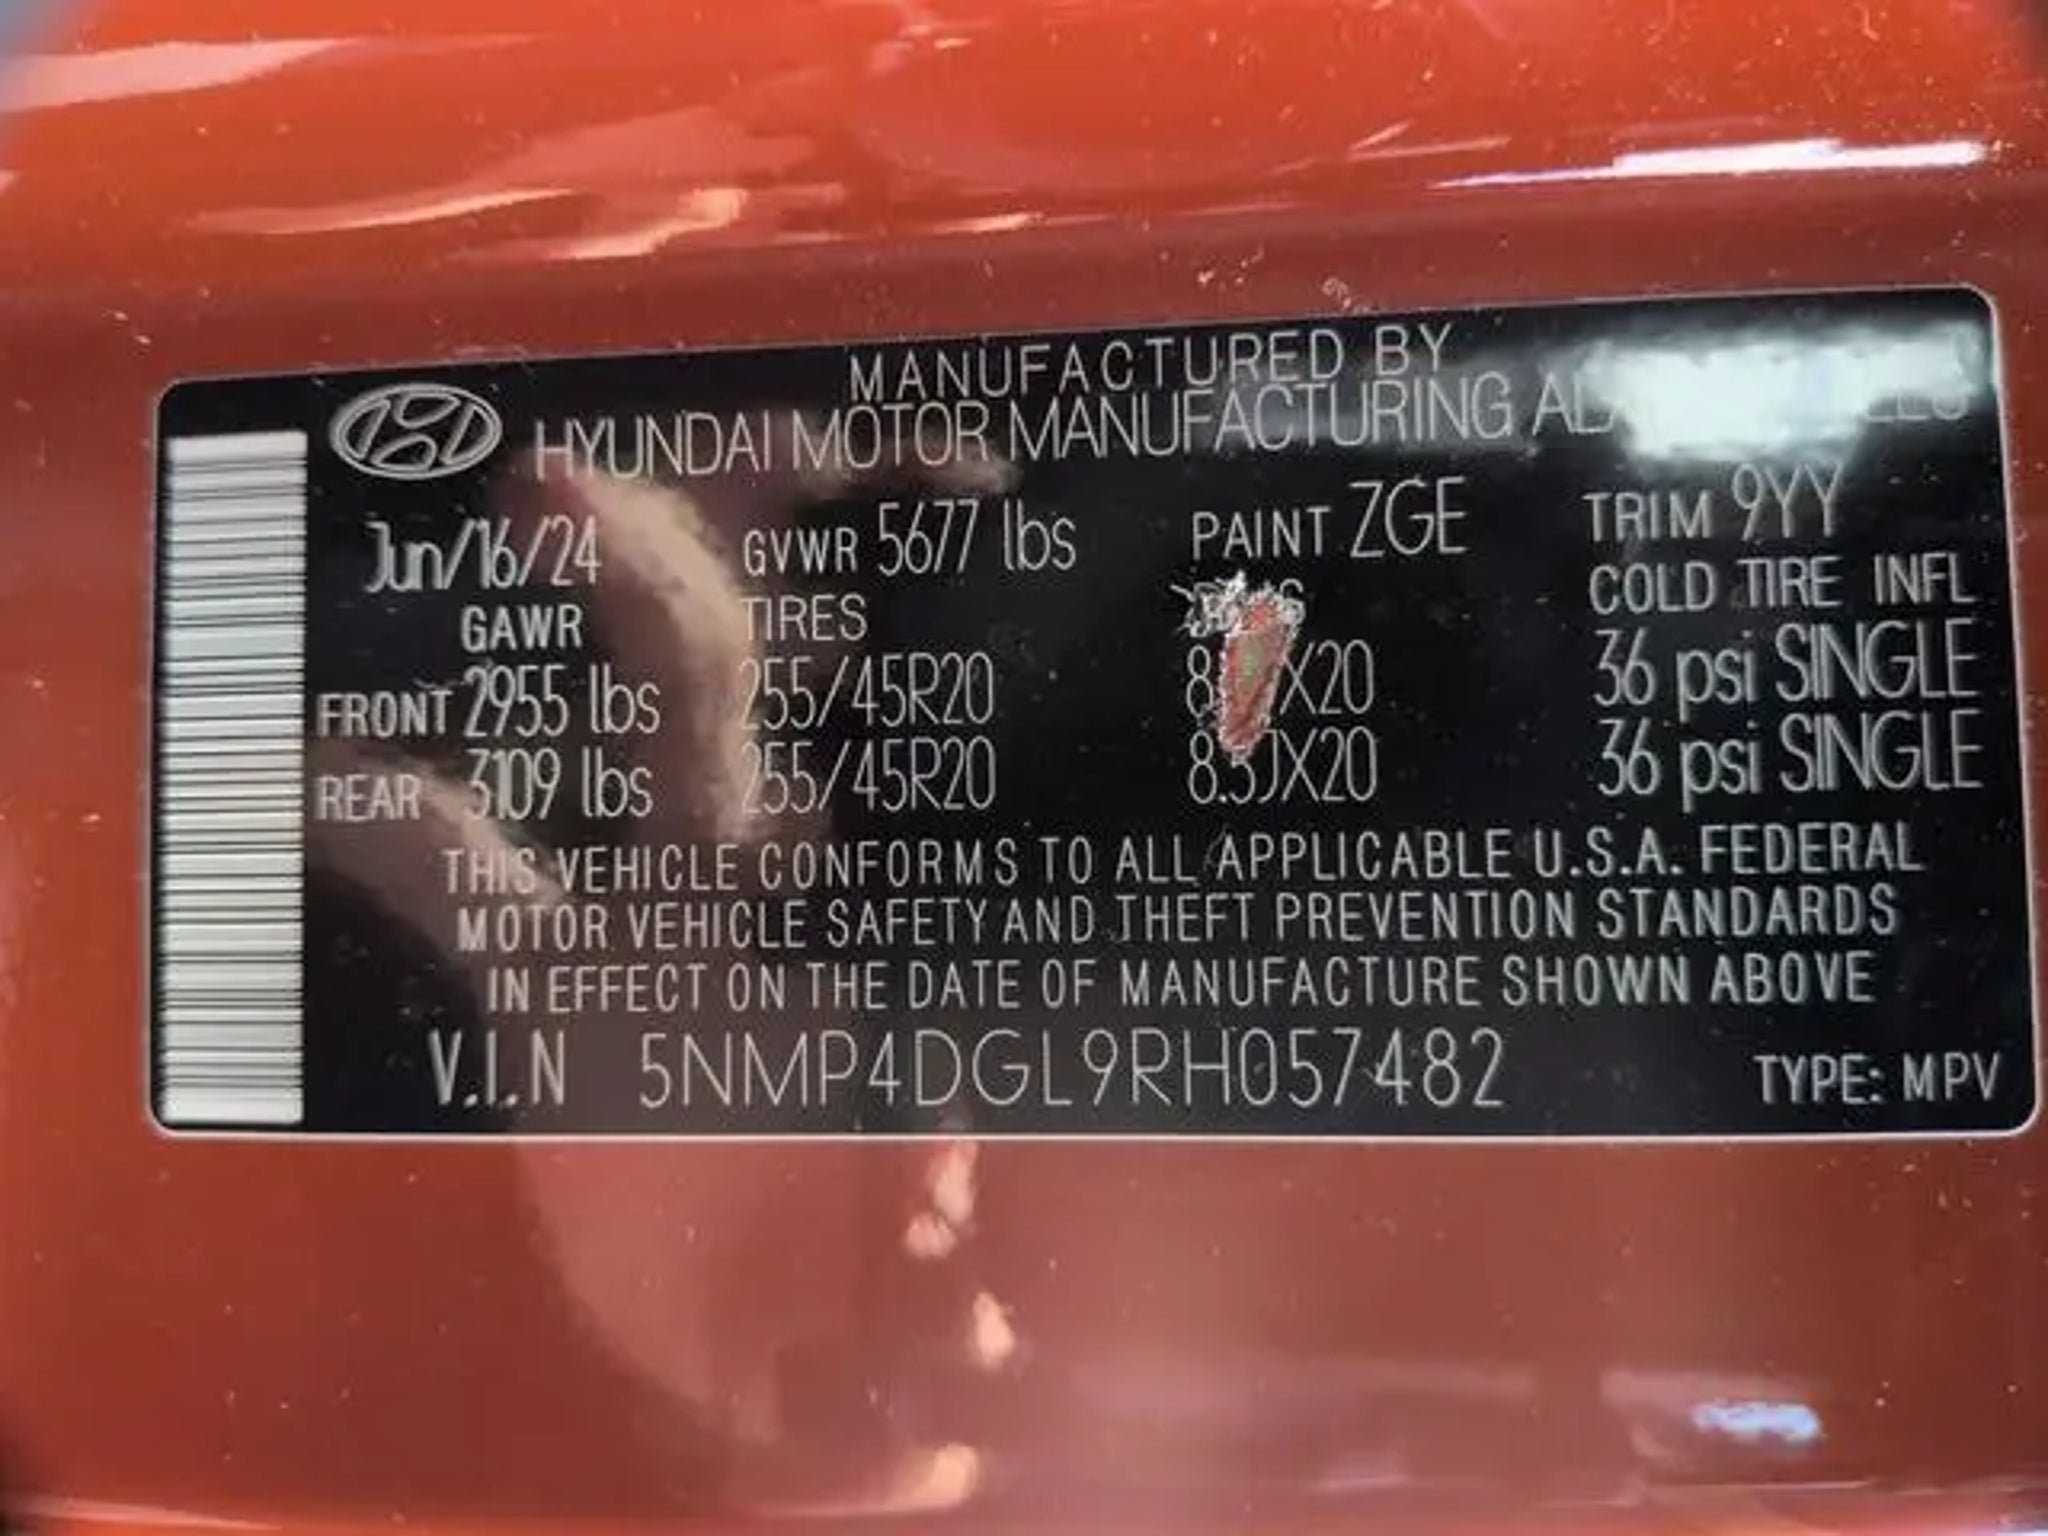 MANUFACTURED BY
HYUNDAI MOTOR MANUFACTURING
Jun/16/24 GVWR 5677 lbs PAINT ZGE TRIM 9YY
GAWR TIRES COLD TIRE INFL
FRONT 2955 lbs 255/45R20 36 psi SINGLE
REAR 3109 lbs 255/45R20 8.5JX20 36 psi SINGLE
THIS VEHICLE CONFORMS TO ALL APPLICABLE U.S.A. FEDERAL
MOTOR VEHICLE SAFETY AND THEFT PREVENTION STANDARDS
IN EFFECT ON THE DATE OF MANUFACTURE SHOWN ABOVE
V.I.N 5NMP4DGL9RH057482 TYPE: MPV